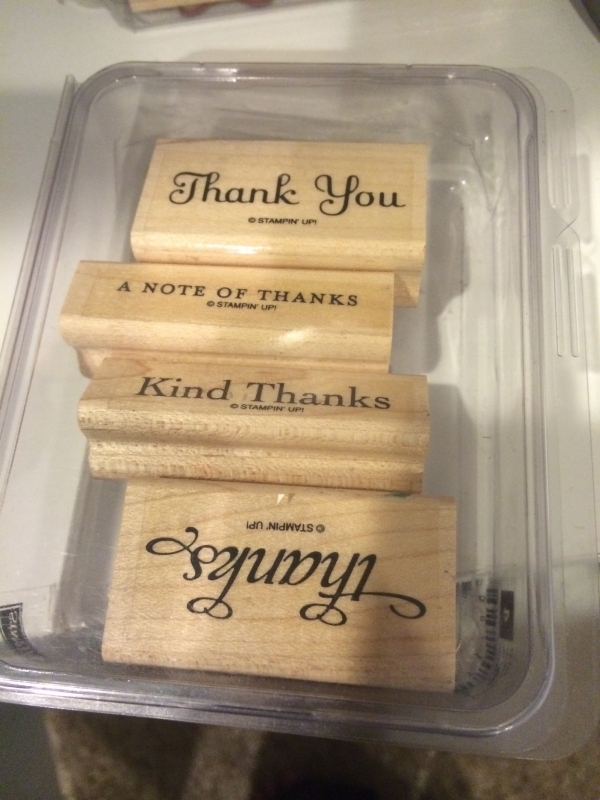 Thank You
© STAMPIN' UP!
A NOTE OF THANKS
© STAMPIN' UP!
Kind Thanks
© STAMPIN' UP!
© STAMPIN' UP!
thanks